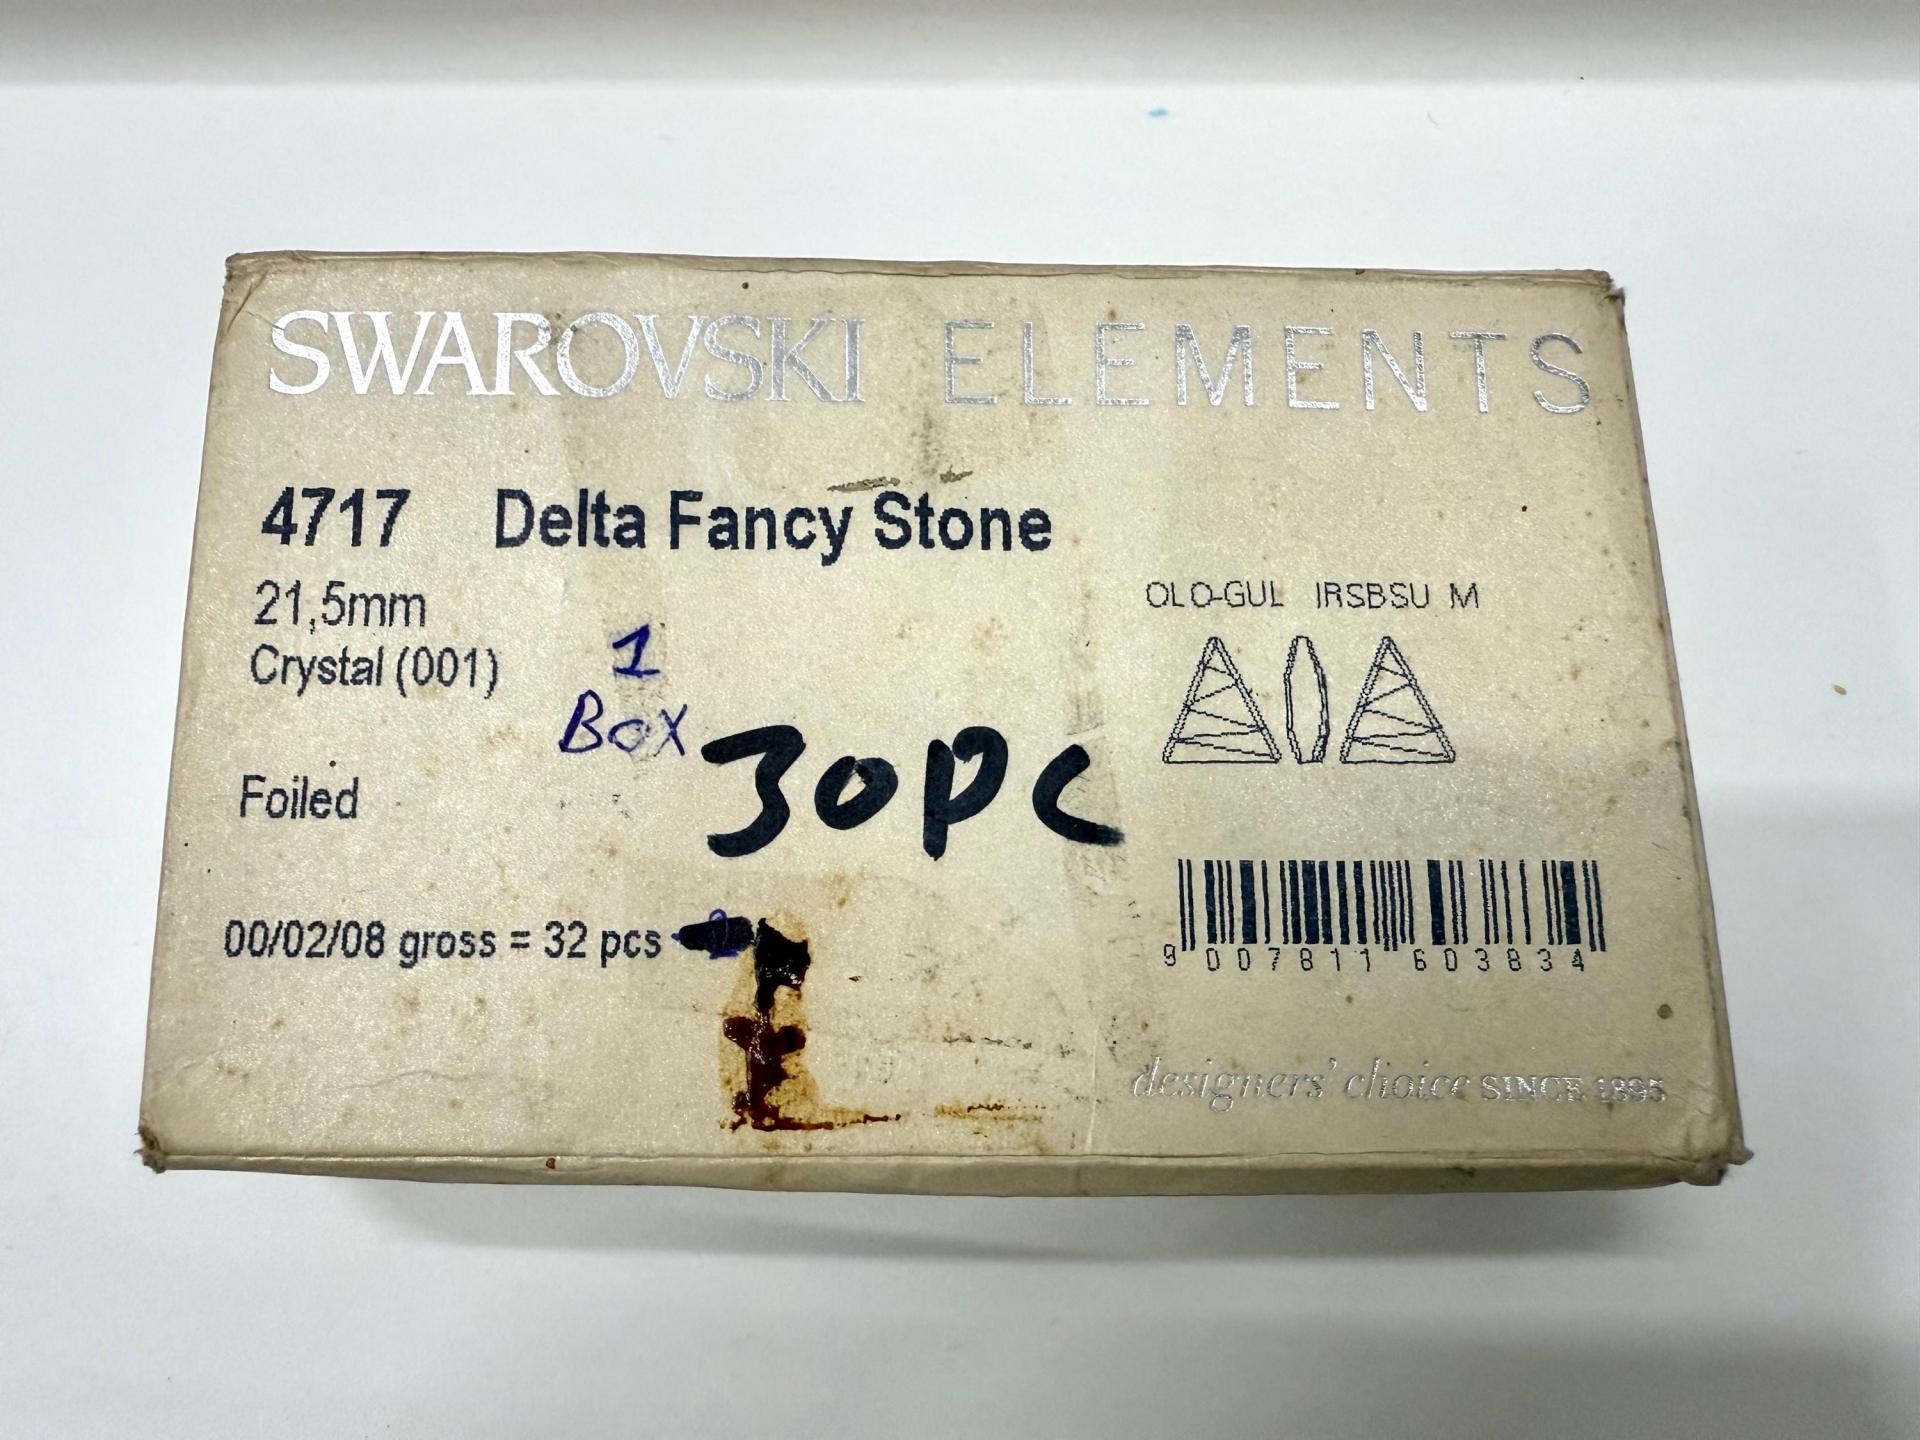 SWAROVSKI ELEMENTS
4717 Delta Fancy Stone
21,5mm
Crystal (001)
OLO-GUL IRSBSU M
1
Box
30PC
Foiled
00/02/08 gross = 32 pcs
9 007811 603834
designers' choice SINCE 1895